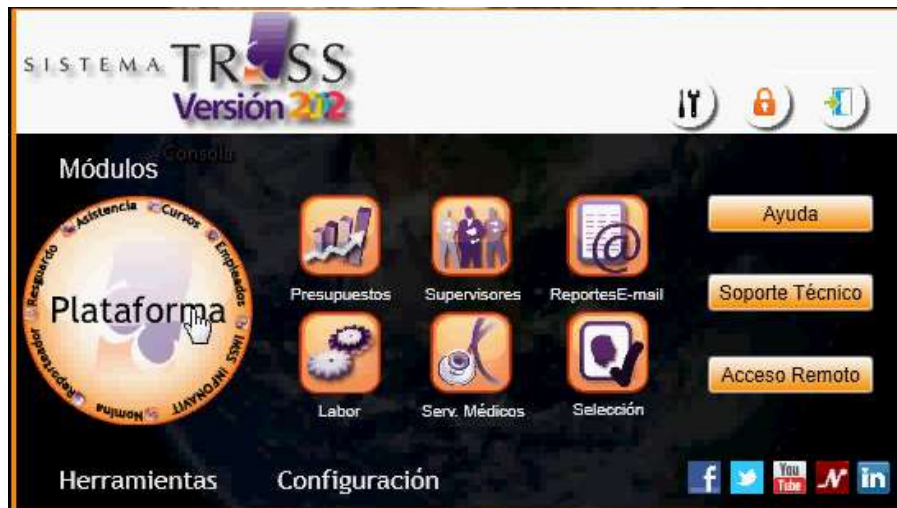 SISTEMA TRESS
Versión 2012
Consola
Módulos
Asistencia
Cursos
Empleados
IMSS INFONAVIT
Nomina
Reporteador
Resguardo
Plataforma
Presupuestos
Supervisores
ReportesE-mail
Ayuda
Soporte Técnico
Labor
Serv. Médicos
Selección
Acceso Remoto
Herramientas
Configuración
f
You
Tube
N
in